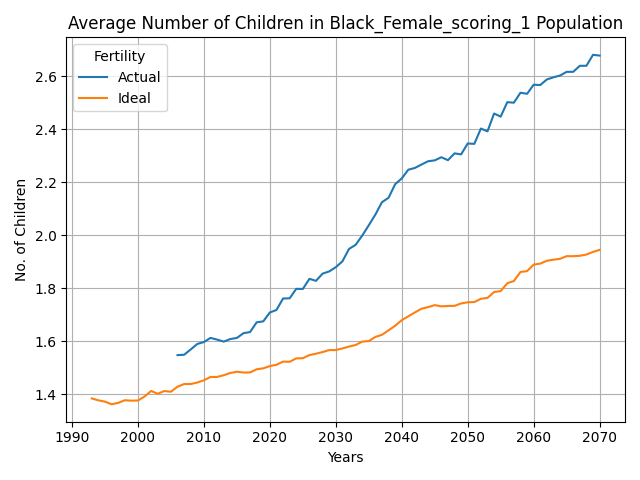 Average Number of Children in Black_Female_scoring_1 Population
Fertility
Actual
Ideal
No. of Children
2.6
2.4
2.2
2.0
1.8
1.6
1.4
1990 2000 2010 2020 2030 2040 2050 2060 2070
Years